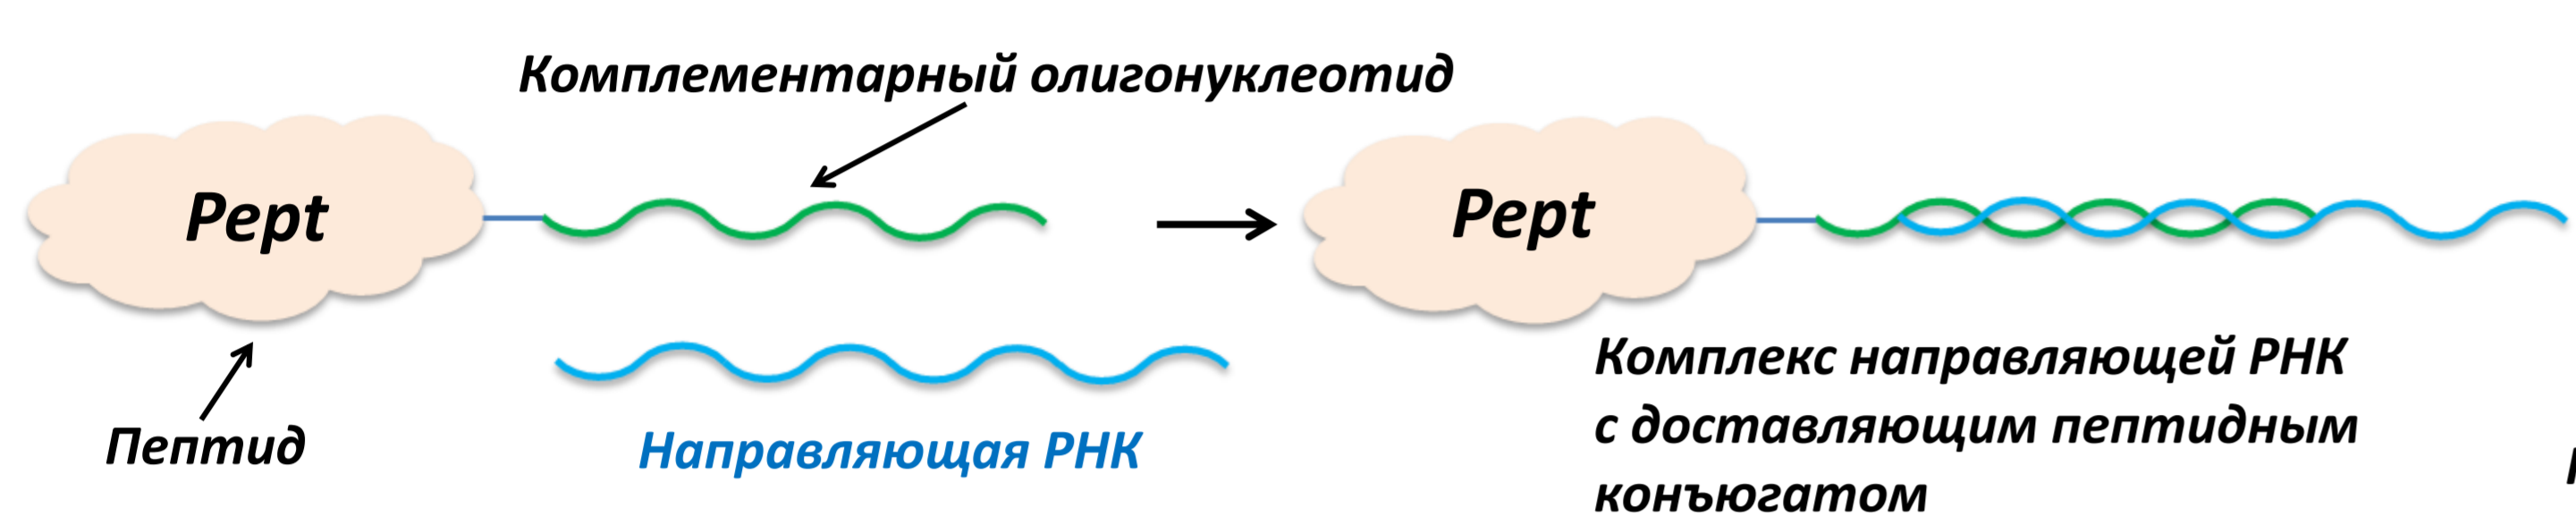 Комплементарный олигонуклеотид
Pept
Pept
Пептид
Направляющая РНК
Комплекс направляющей РНК
с доставляющим пептидным
конъюгатом